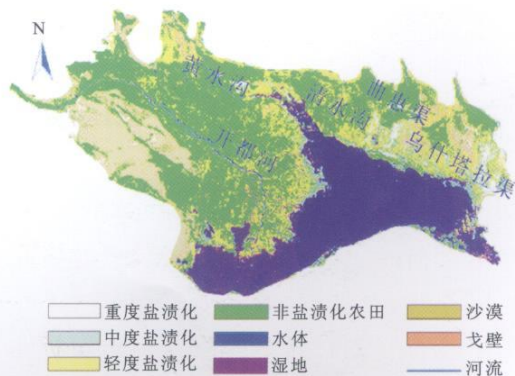 N
黄水沟
清水沟
曲惠渠
乌什塔拉渠
开都河
重度盐渍化
非盐渍化农田
沙漠
中度盐渍化
水体
戈壁
轻度盐渍化
湿地
河流